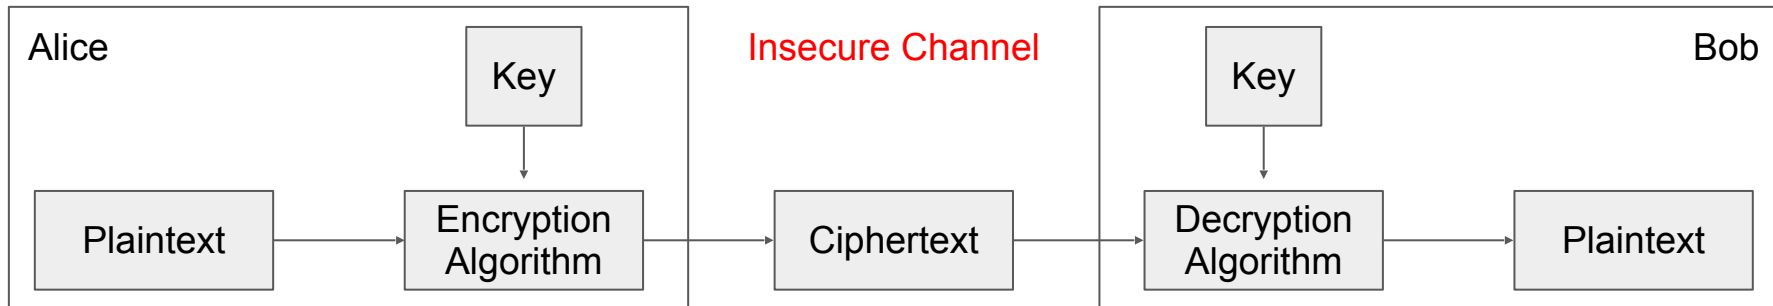 Alice
Insecure Channel
Bob
Key
Key
Plaintext
Encryption
Algorithm
Ciphertext
Decryption
Algorithm
Plaintext